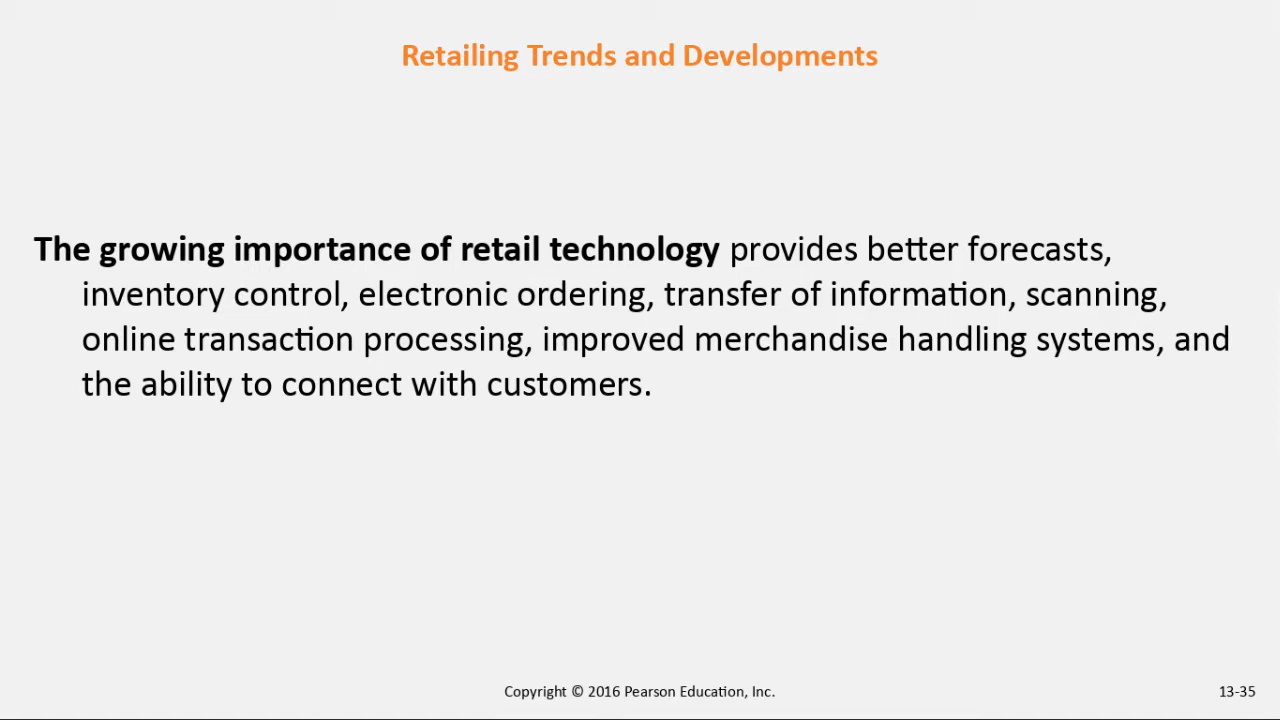 Retailing Trends and Developments
The growing importance of retail technology provides better forecasts,
inventory control, electronic ordering, transfer of information, scanning,
online transaction processing, improved merchandise handling systems, and
the ability to connect with customers.
Copyright © 2016 Pearson Education, Inc.
13-35